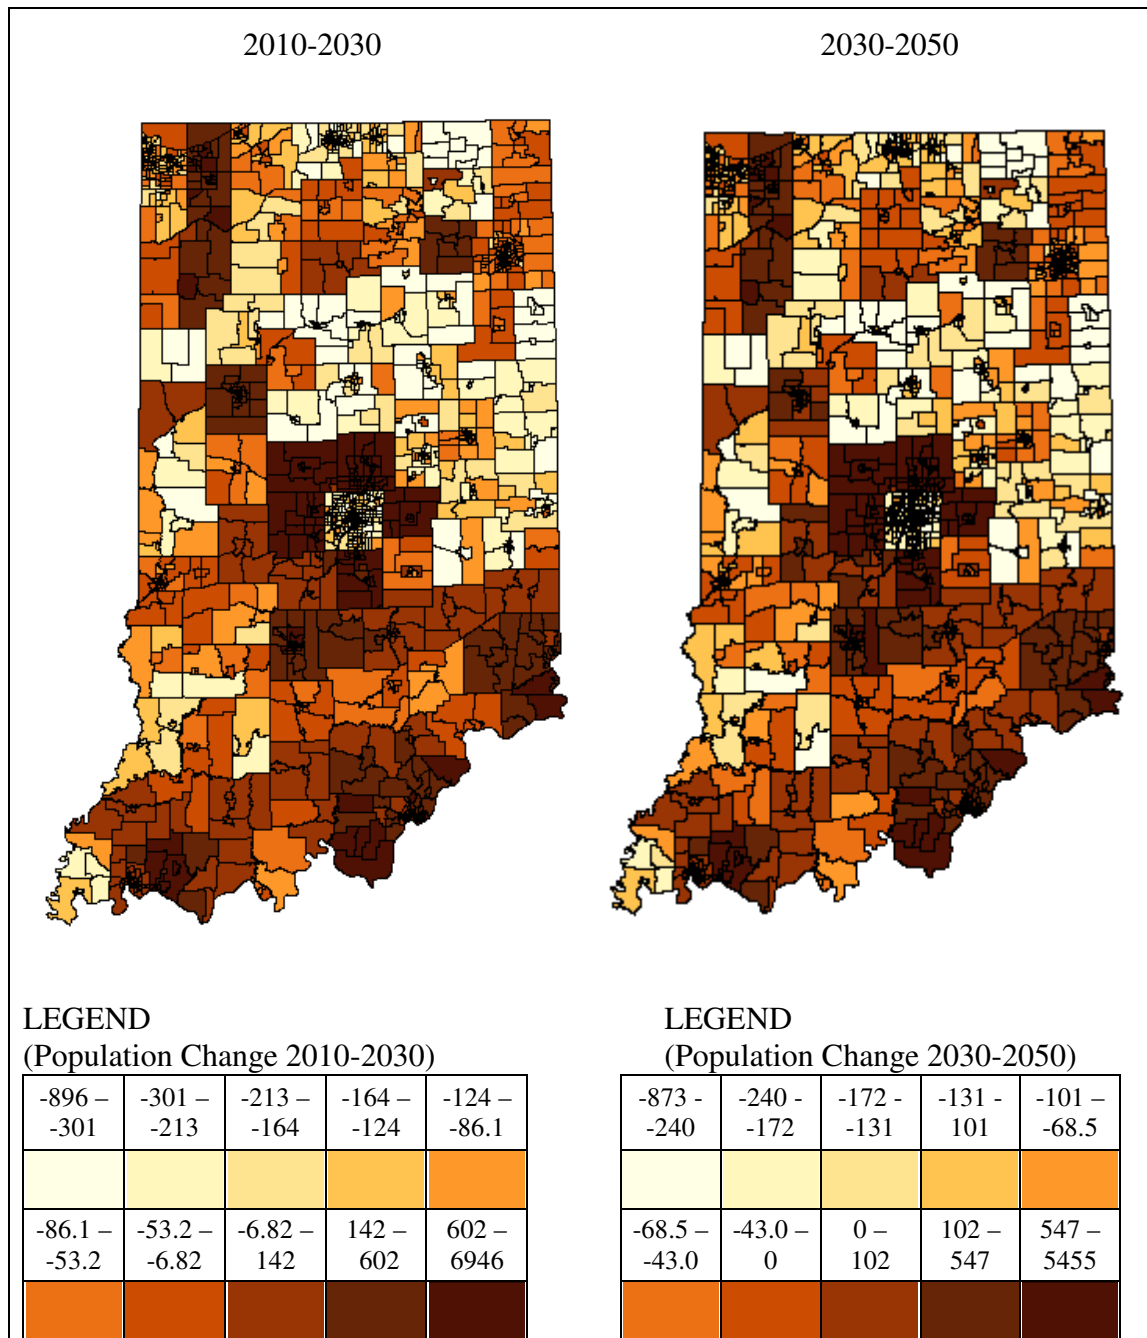 2010-2030
2030-2050
LEGEND
(Population Change 2010-2030)
-896 – -301 – -213 – -164 – -124 –
-301 -213 -164 -124 -86.1
-86.1 – -53.2 – -6.82 – 142 – 602 –
-53.2 -6.82 142 602 6946
LEGEND
(Population Change 2030-2050)
-873 - -240 - -172 - -131 - -101 –
-240 -172 -131 101 -68.5
-68.5 – -43.0 – 0 – 102 – 547 –
-43.0 0 102 547 5455